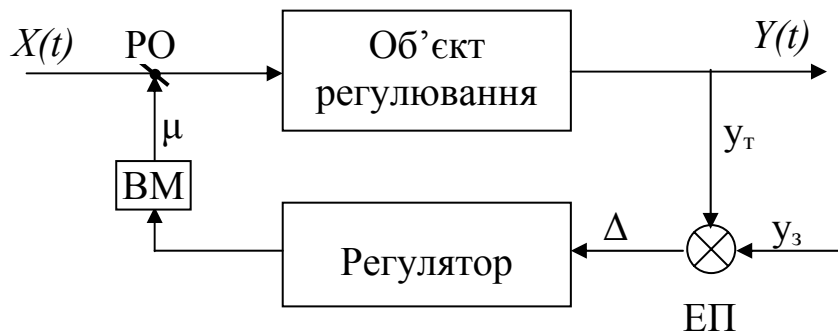 X(t)
РО
Об’єкт
регулювання
Y(t)
μ
yт
ВМ
Регулятор
Δ
yз
ЕП